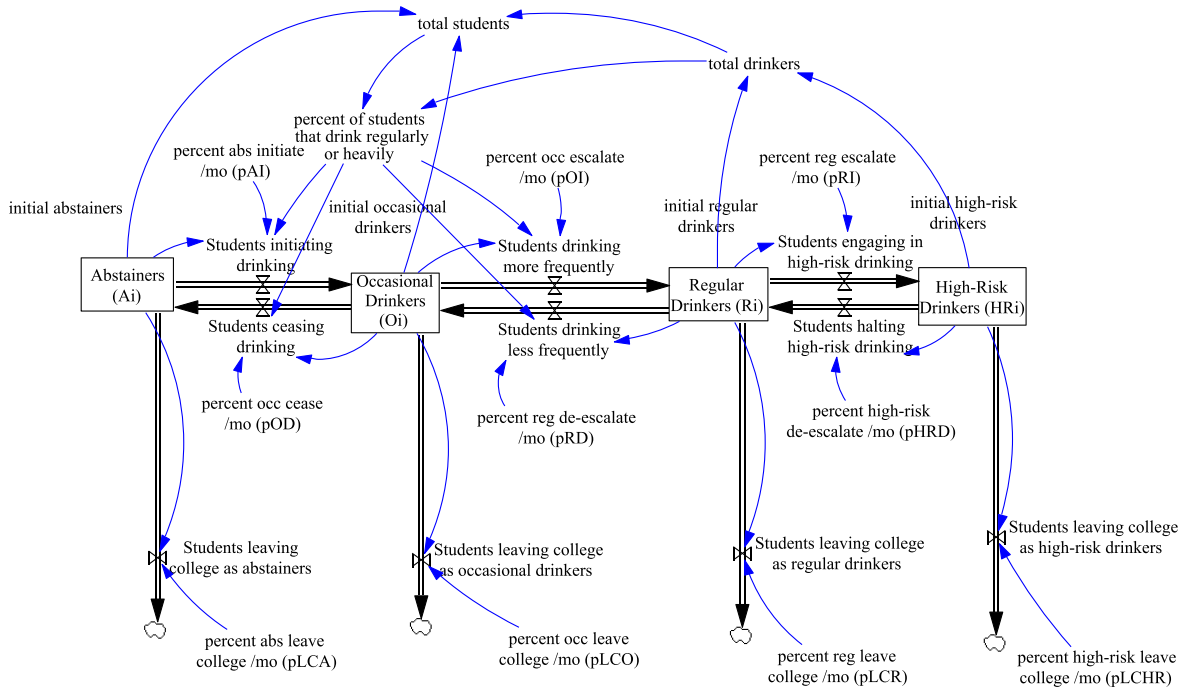 total students
total drinkers
percent of students
that drink regularly
or heavily
percent abs initiate
/mo (pAI)
percent occ escalate
/mo (pOI)
percent reg escalate
/mo (pRI)
initial abstainers
initial occasional
drinkers
initial regular
drinkers
initial high-risk
drinkers
Students initiating
drinking
Students drinking
more frequently
Students engaging in
high-risk drinking
Abstainers
(Ai)
Occasional
Drinkers
(Oi)
Regular
Drinkers (Ri)
High-Risk
Drinkers (HRi)
Students ceasing
drinking
Students drinking
less frequently
Students halting
high-risk drinking
percent occ cease
/mo (pOD)
percent reg de-escalate
/mo (pRD)
percent high-risk
de-escalate /mo (pHRD)
Students leaving
college as abstainers
Students leaving college
as occasional drinkers
Students leaving college
as regular drinkers
Students leaving college
as high-risk drinkers
percent abs leave
college /mo (pLCA)
percent occ leave
college /mo (pLCO)
percent reg leave
college /mo (pLCR)
percent high-risk leave
college /mo (pLCHR)